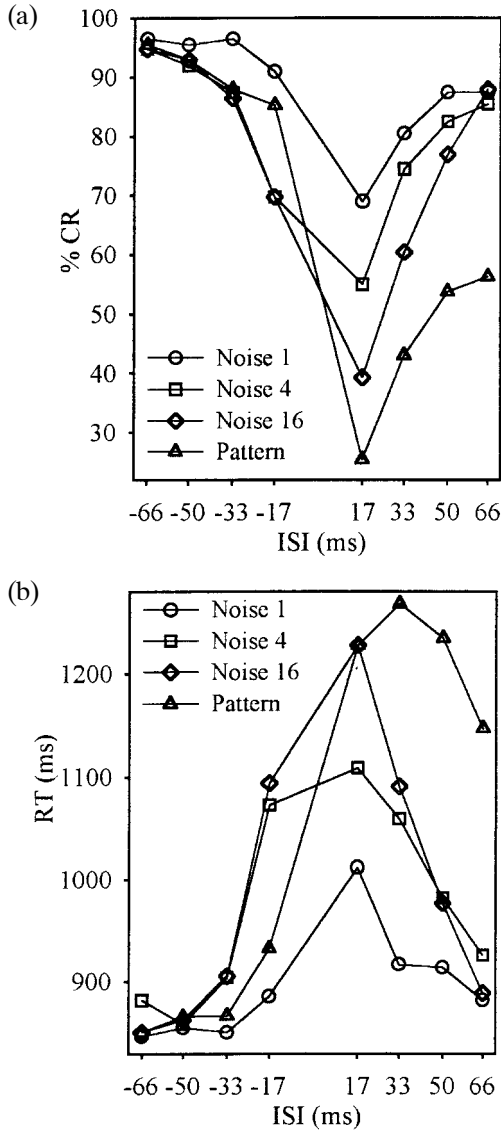 (a)
100
90
80
70
60
50
40
30
% CR
Noise 1
Noise 4
Noise 16
Pattern
-66 -50 -33 -17 17 33 50 66
ISI (ms)
(b)
Noise 1
Noise 4
Noise 16
Pattern
1200
1100
1000
900
RT (ms)
-66 -50 -33 -17 17 33 50 66
ISI (ms)